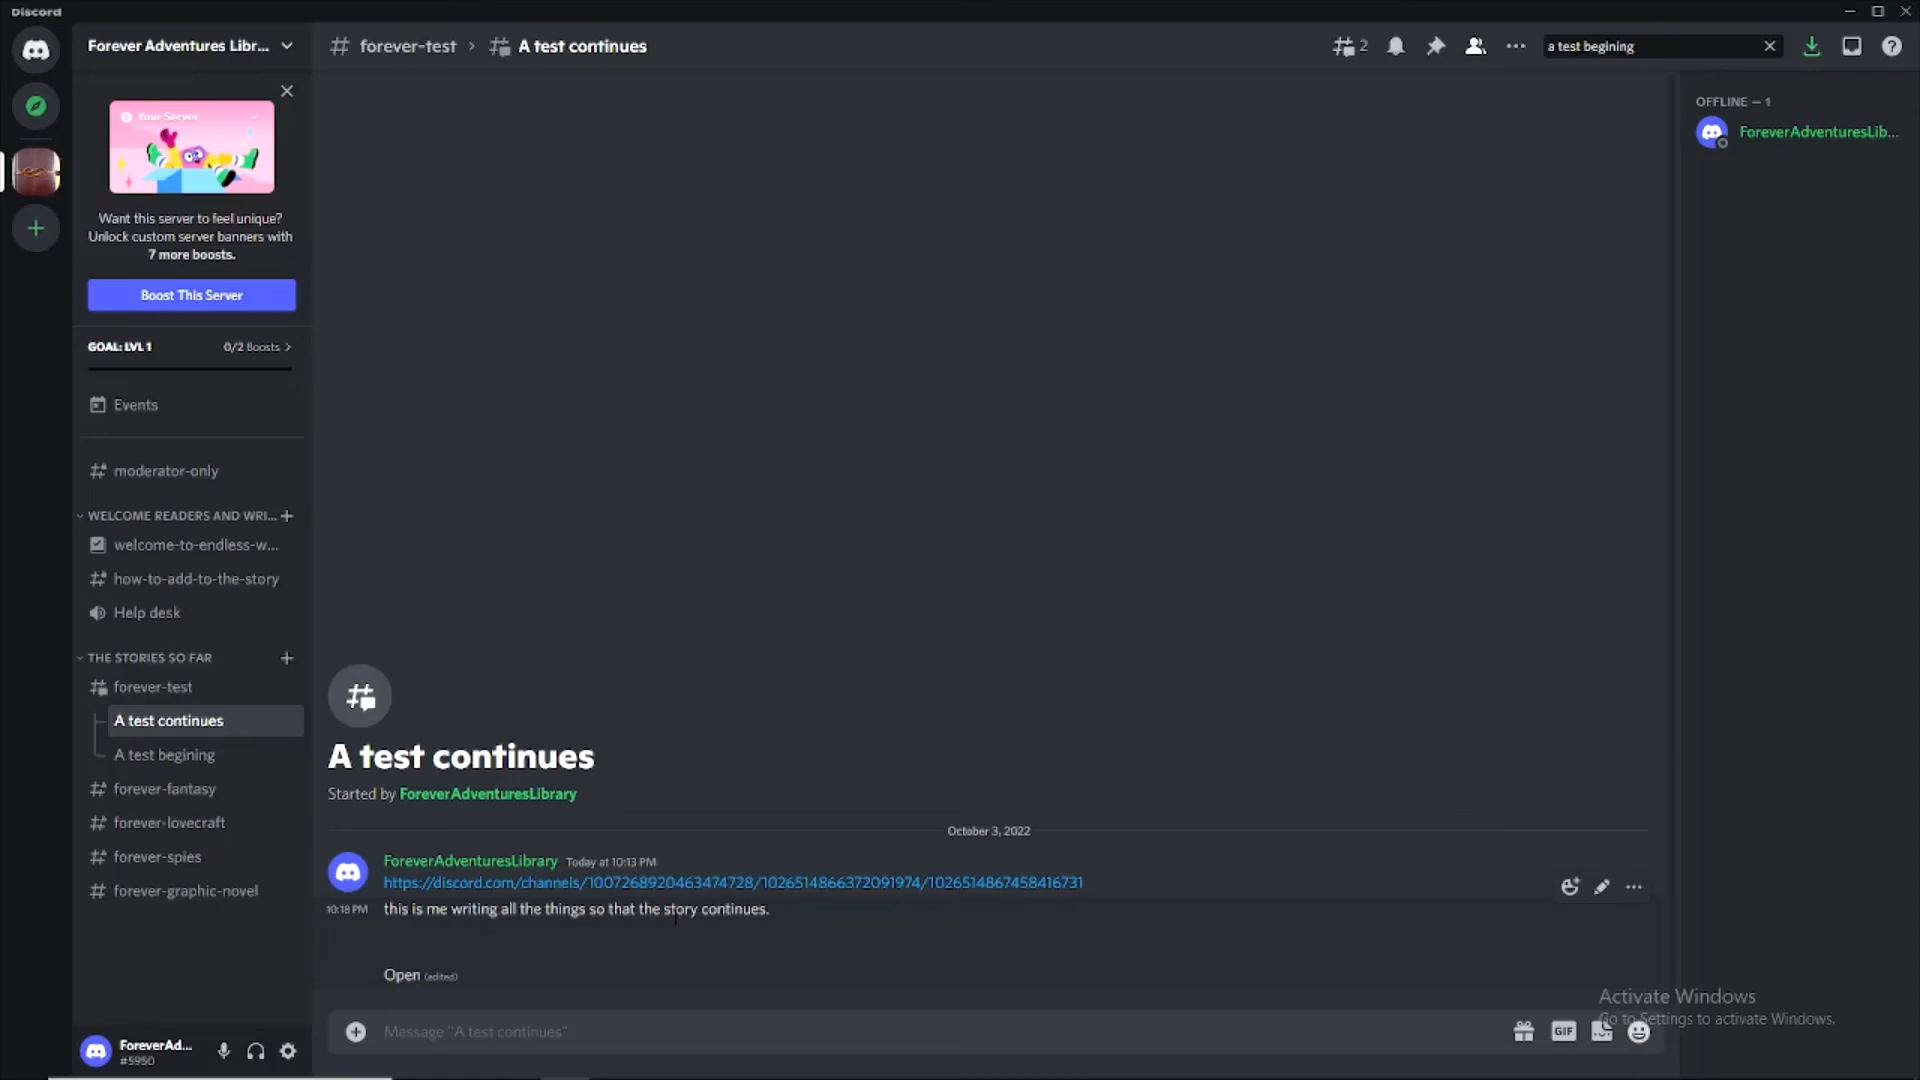 Discord
Forever Adventures Libr...
forever-test
A test continues
2
a test begining
Your Server
Want this server to feel unique?
Unlock custom server banners with
7 more boosts.
Boost This Server
GOAL: LVL 1
0/2 Boosts
Events
moderator-only
WELCOME READERS AND WRI...
welcome-to-endless-w...
how-to-add-to-the-story
Help desk
THE STORIES SO FAR
forever-test
A test continues
A test begining
forever-fantasy
forever-lovecraft
forever-spies
forever-graphic-novel
ForeverAd...
#5950
A test continues
Started by ForeverAdventuresLibrary
October 3, 2022
ForeverAdventuresLibrary Today at 10:13 PM
https://discord.com/channels/1007268920463474728/1026514866372091974/1026514867458416731
10:18 PM this is me writing all the things so that the story continues.
Open (edited)
Message "A test continues"
GIF
OFFLINE — 1
ForeverAdventuresLib...
Activate Windows
Go to Settings to activate Windows.